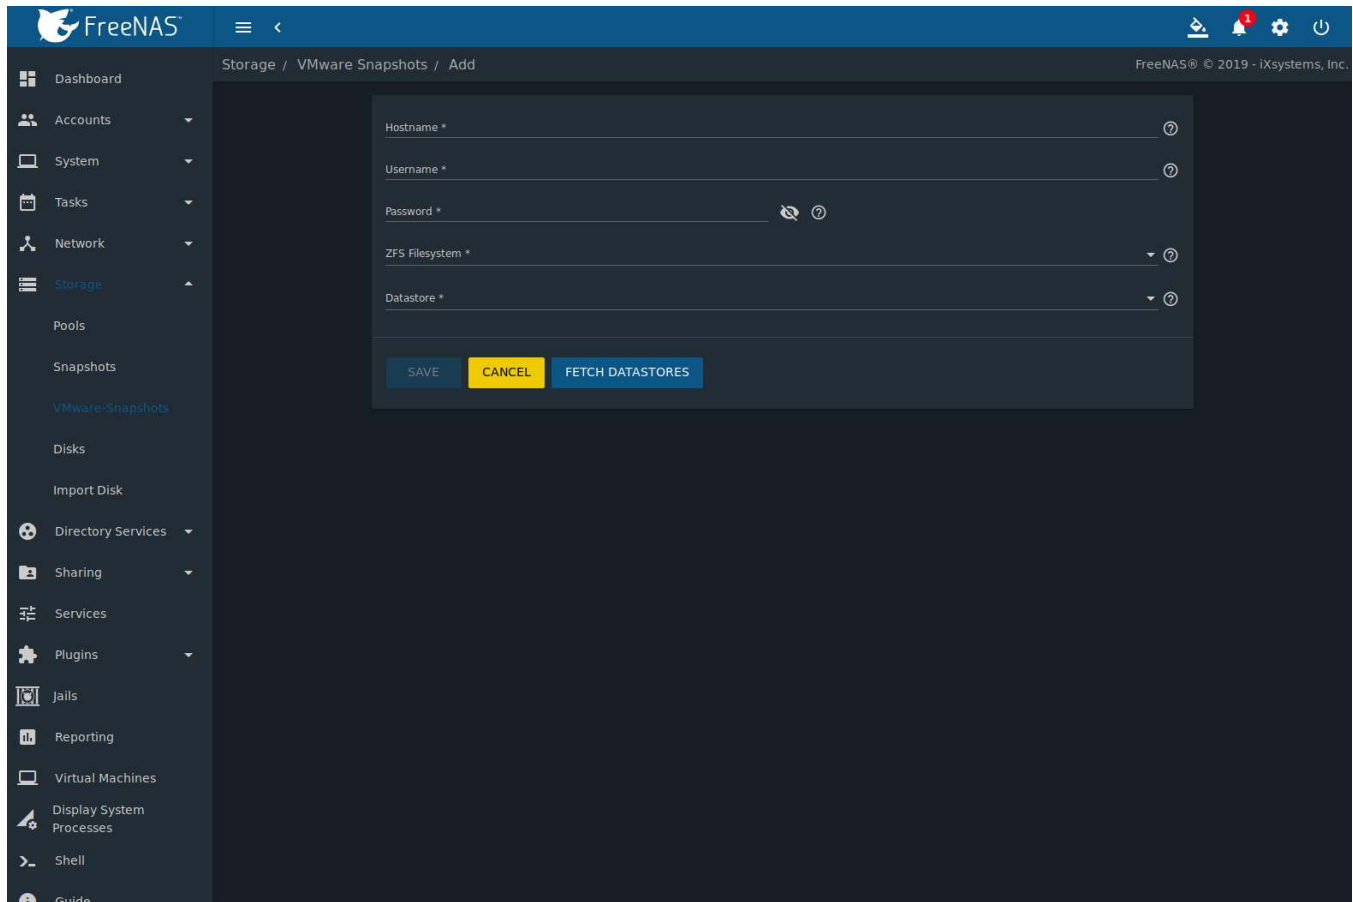 FreeNAS™
1
Storage / VMware Snapshots / Add
FreeNAS® © 2019 - iXsystems, Inc.
Dashboard
Accounts
System
Tasks
Network
Storage
Pools
Snapshots
VMware-Snapshots
Disks
Import Disk
Directory Services
Sharing
Services
Plugins
Jails
Reporting
Virtual Machines
Display System
Processes
Shell
Guide
Hostname *
Username *
Password *
ZFS Filesystem *
Datastore *
SAVE
CANCEL
FETCH DATASTORES